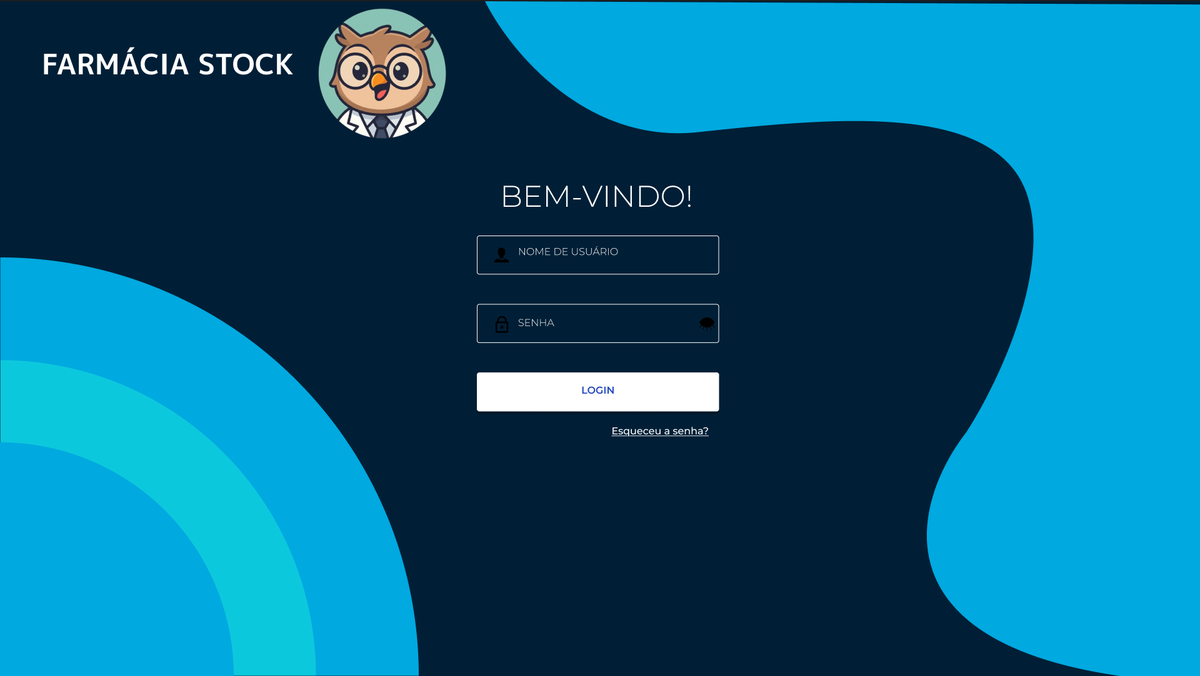 FARMÁCIA STOCK
BEM-VINDO!
NOME DE USUÁRIO
SENHA
LOGIN
Esqueceu a senha?